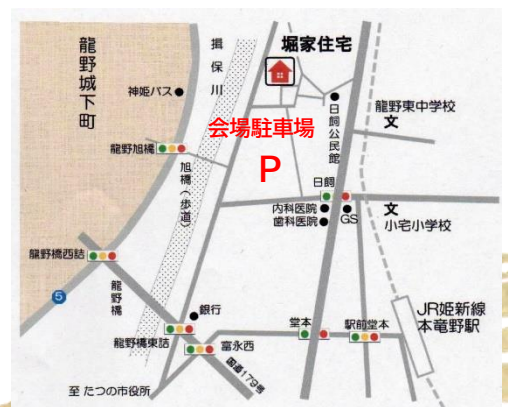 龍野城下町
揖保川
堀家住宅
神姫バス
会場駐車場
P
日飼公民館
龍野東中学校
文
龍野旭橋
旭橋(歩道)
日飼
内科医院
歯科医院
GS
文
小宅小学校
龍野橋西詰
5
龍野橋
銀行
龍野橋東詰
富永西
国道179号
堂本
駅前堂本
JR姫新線
本竜野駅
至 たつの市役所